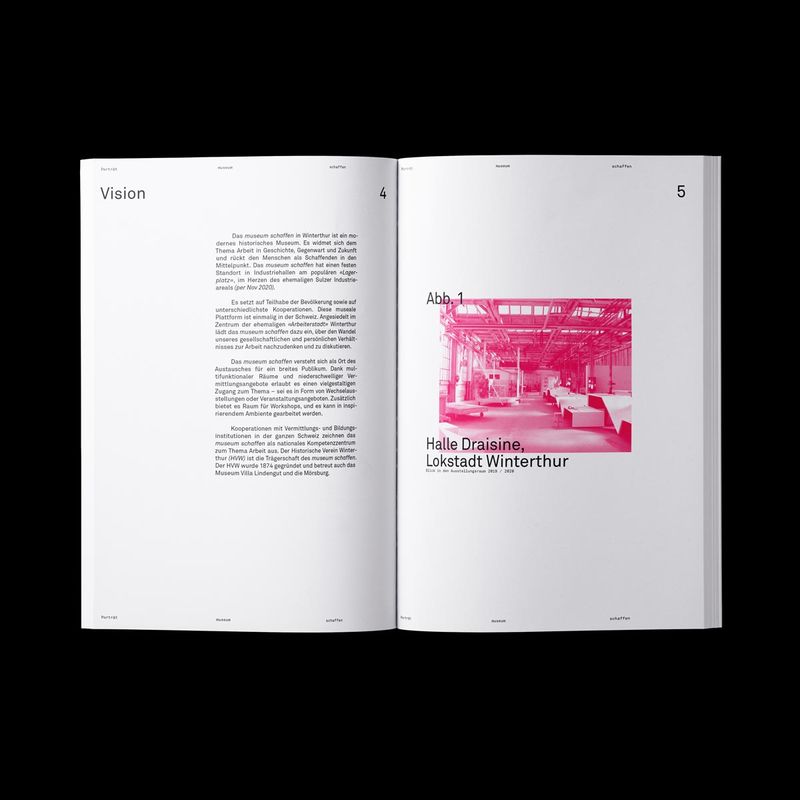 Porträt museum schaffen
Vision 4
Das museum schaffen in Winterthur ist ein mo-
dernes historisches Museum. Es widmet sich dem
Thema Arbeit in Geschichte, Gegenwart und Zukunft
und rückt den Menschen als Schaffenden in den
Mittelpunkt. Das museum schaffen hat einen festen
Standort in Industriehallen am populären «Lager-
platz», im Herzen des ehemaligen Sulzer Industrie-
areals (per Nov 2020).
Es setzt auf Teilhabe der Bevölkerung sowie auf
unterschiedlichste Kooperationen. Diese museale
Plattform ist einmalig in der Schweiz. Angesiedelt im
Zentrum der ehemaligen «Arbeiterstadt» Winterthur
lädt das museum schaffen dazu ein, über den Wandel
unseres gesellschaftlichen und persönlichen Verhält-
nisses zur Arbeit nachzudenken und zu diskutieren.
Das museum schaffen versteht sich als Ort des
Austausches für ein breites Publikum. Dank mul-
tifunktionaler Räume und niederschwelliger Ver-
mittlungsangebote erlaubt es einen vielgestaltigen
Zugang zum Thema – sei es in Form von Wechselaus-
stellungen oder Veranstaltungsangeboten. Zusätzlich
bietet es Raum für Workshops, und es kann in inspi-
rierendem Ambiente gearbeitet werden.
Kooperationen mit Vermittlungs- und Bildungs-
institutionen in der ganzen Schweiz zeichnen das
museum schaffen als nationales Kompetenzzentrum
zum Thema Arbeit aus. Der Historische Verein Winter-
thur (HVW) ist die Trägerschaft des museum schaffen.
Der HVW wurde 1874 gegründet und betreut auch das
Museum Villa Lindengut und die Mörsburg.
Porträt museum schaffen
Porträt museum schaffen
5
Abb. 1
Halle Draisine,
Lokstadt Winterthur
Blick in den Ausstellungsraum 2019 / 2020
Porträt museum schaffen